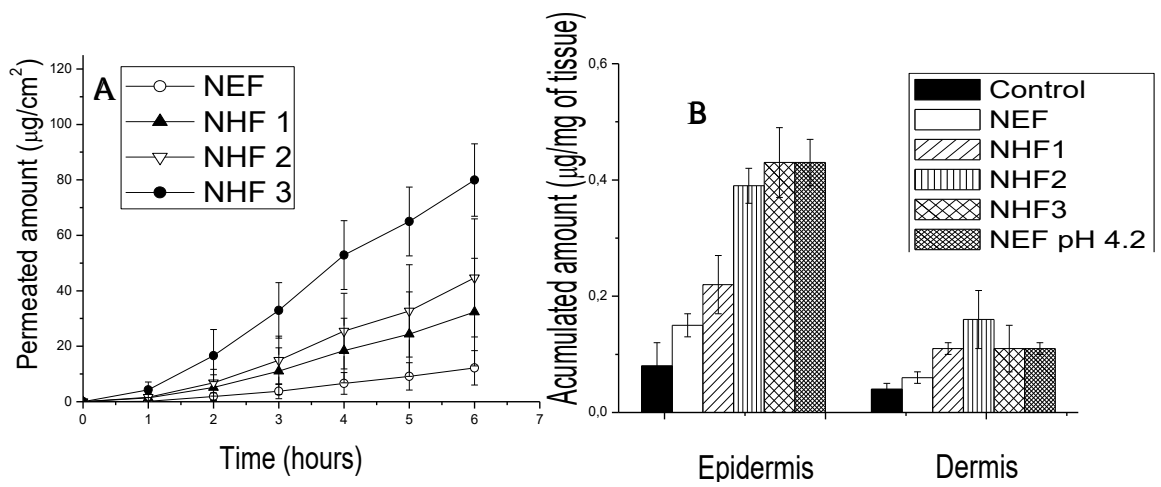 Permeated amount (μg/cm²)
120
100
80
60
40
20
0
A
NEF
NHF 1
NHF 2
NHF 3
0 1 2 3 4 5 6 7
Time (hours)
Acumulated amount (μg/mg of tissue)
0,6
0,4
0,2
0,0
B
Control
NEF
NHF1
NHF2
NHF3
NEF pH 4.2
Epidermis Dermis